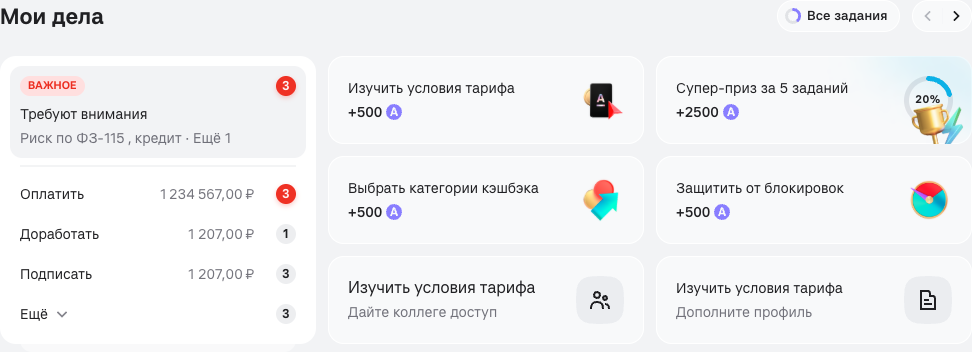 Мои дела
Все задания
ВАЖНОЕ
3
Требуют внимания
Риск по ФЗ-115 , кредит · Ещё 1
Оплатить 1 234 567,00 ₽ 3
Доработать 1 207,00 ₽ 1
Подписать 1 207,00 ₽ 3
Ещё 3
Изучить условия тарифа
+500 А
А
Супер-приз за 5 заданий
+2500 А
20%
Выбрать категории кэшбэка
+500 А
Защитить от блокировок
+500 А
Изучить условия тарифа
Дайте коллеге доступ
Изучить условия тарифа
Дополните профиль